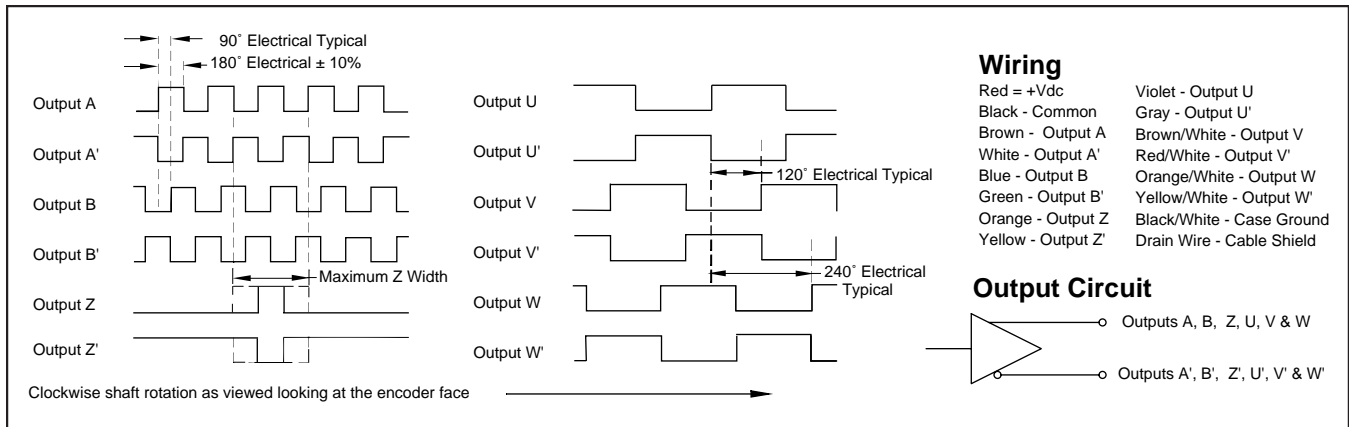 90˚ Electrical Typical
180˚ Electrical ± 10%
Output A
Output A'
Output B
Output B'
Maximum Z Width
Output Z
Output Z'
Clockwise shaft rotation as viewed looking at the encoder face
Output U
Output U'
120˚ Electrical Typical
Output V
Output V'
240˚ Electrical
Typical
Output W
Output W'
Wiring
Red = +Vdc
Black - Common
Brown - Output A
White - Output A'
Blue - Output B
Green - Output B'
Orange - Output Z
Yellow - Output Z'
Violet - Output U
Gray - Output U'
Brown/White - Output V
Red/White - Output V'
Orange/White - Output W
Yellow/White - Output W'
Black/White - Case Ground
Drain Wire - Cable Shield
Output Circuit
Outputs A, B, Z, U, V & W
Outputs A', B', Z', U', V' & W'